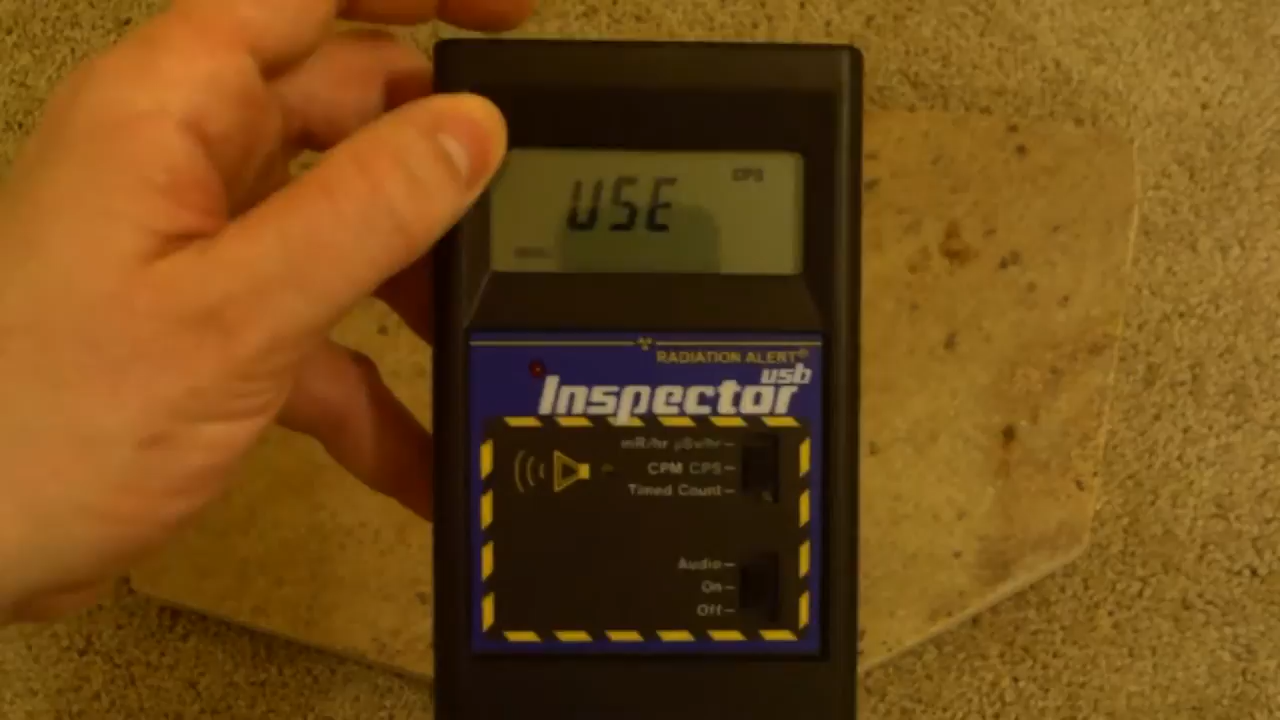 USE
CPS
RADIATION ALERT®
Inspector usb
mR/hr µSv/hr
CPM CPS
Timed Count
Audio
On
Off